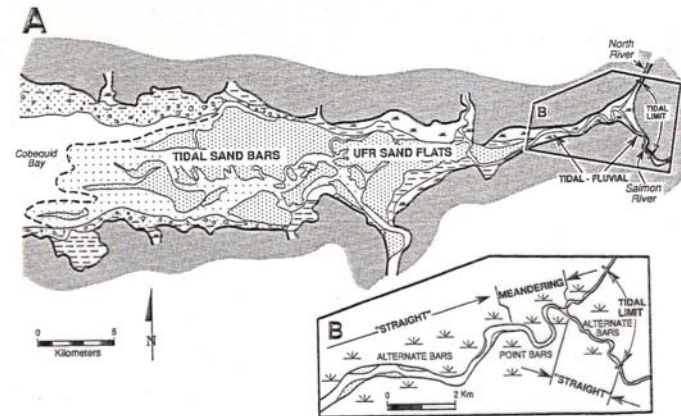 A
North
River
B
TIDAL
LIMIT
Cobequid
Bay
TIDAL SAND BARS
UFR SAND FLATS
TIDAL - FLUVIAL
Salmon
River
0 5
Kilometers
N
B
"STRAIGHT"
MEANDERING
TIDAL
LIMIT
ALTERNATE BARS
POINT BARS
ALTERNATE
BARS
"STRAIGHT"
0 2 Km